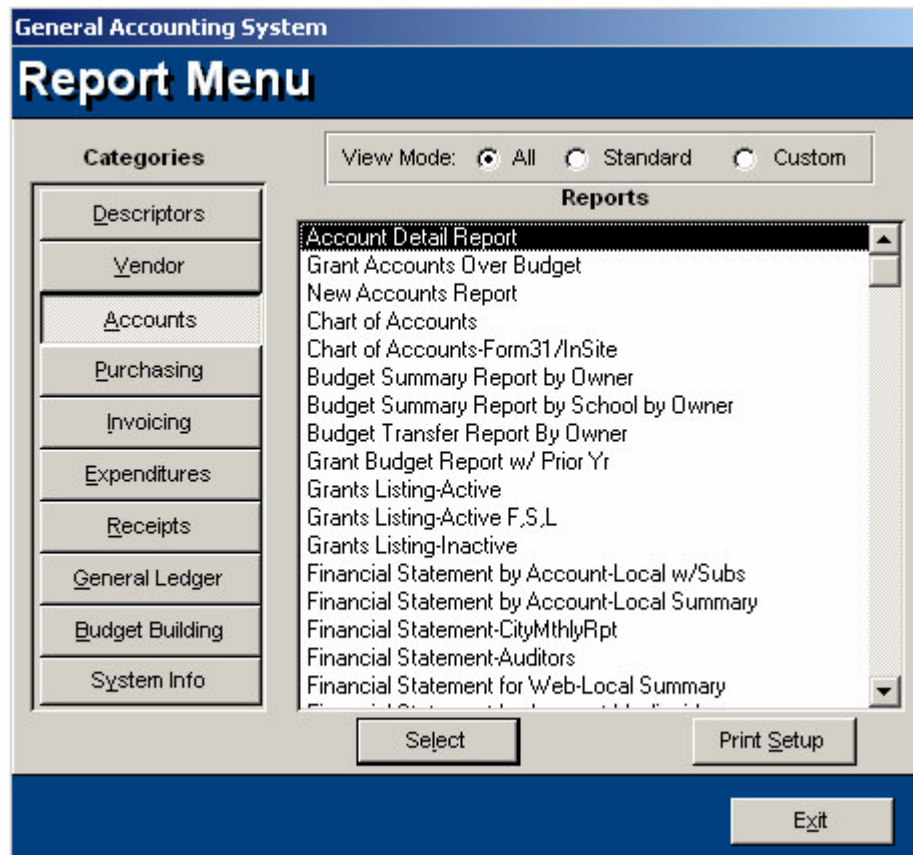 General Accounting System
Report Menu
Categories
View Mode: All Standard Custom
Reports
Descriptors
Vendor
Accounts
Purchasing
Invoicing
Expenditures
Receipts
General Ledger
Budget Building
System Info
Account Detail Report
Grant Accounts Over Budget
New Accounts Report
Chart of Accounts
Chart of Accounts-Form31/InSite
Budget Summary Report by Owner
Budget Summary Report by School by Owner
Budget Transfer Report By Owner
Grant Budget Report w/ Prior Yr
Grants Listing-Active
Grants Listing-Active F,S,L
Grants Listing-Inactive
Financial Statement by Account-Local w/Subs
Financial Statement by Account-Local Summary
Financial Statement-CityMthlyRpt
Financial Statement-Auditors
Financial Statement for Web-Local Summary
Select
Print Setup
Exit